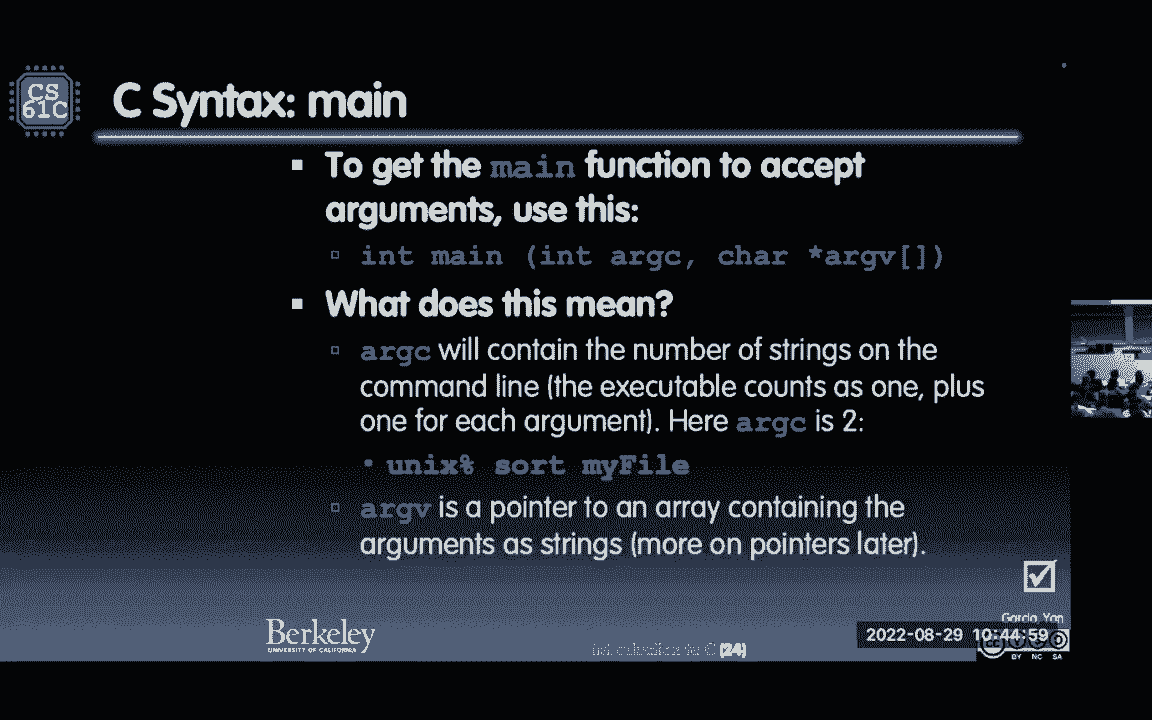 CS
61C
C Syntax: main
▪ To get the main function to accept
arguments, use this:
▫ int main (int argc, char *argv[])
▪ What does this mean?
▫ argc will contain the number of strings on the
command line (the executable counts as one, plus
one for each argument). Here argc is 2:
▪ unix% sort myFile
▫ argv is a pointer to an array containing the
arguments as strings (more on pointers later).
Berkeley
UNIVERSITY OF CALIFORNIA
to C (24)
Garcia, Yan
2022-08-29 10:44:59
BY NC SA